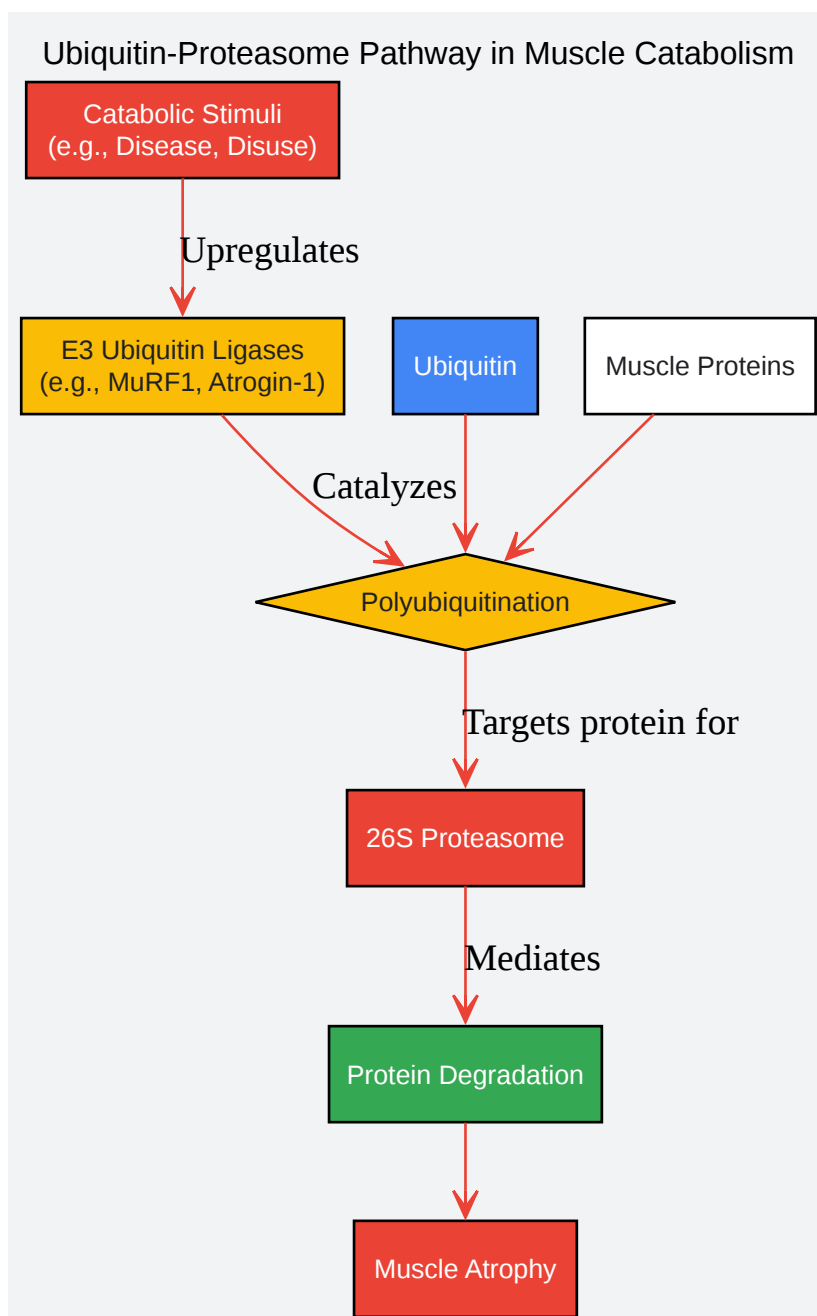 Ubiquitin-Proteasome Pathway in Muscle Catabolism
Catabolic Stimuli
(e.g., Disease, Disuse)
Upregulates
E3 Ubiquitin Ligases
(e.g., MuRF1, Atrogin-1)
Ubiquitin
Muscle Proteins
Catalyzes
Polyubiquitination
Targets protein for
26S Proteasome
Mediates
Protein Degradation
Muscle Atrophy